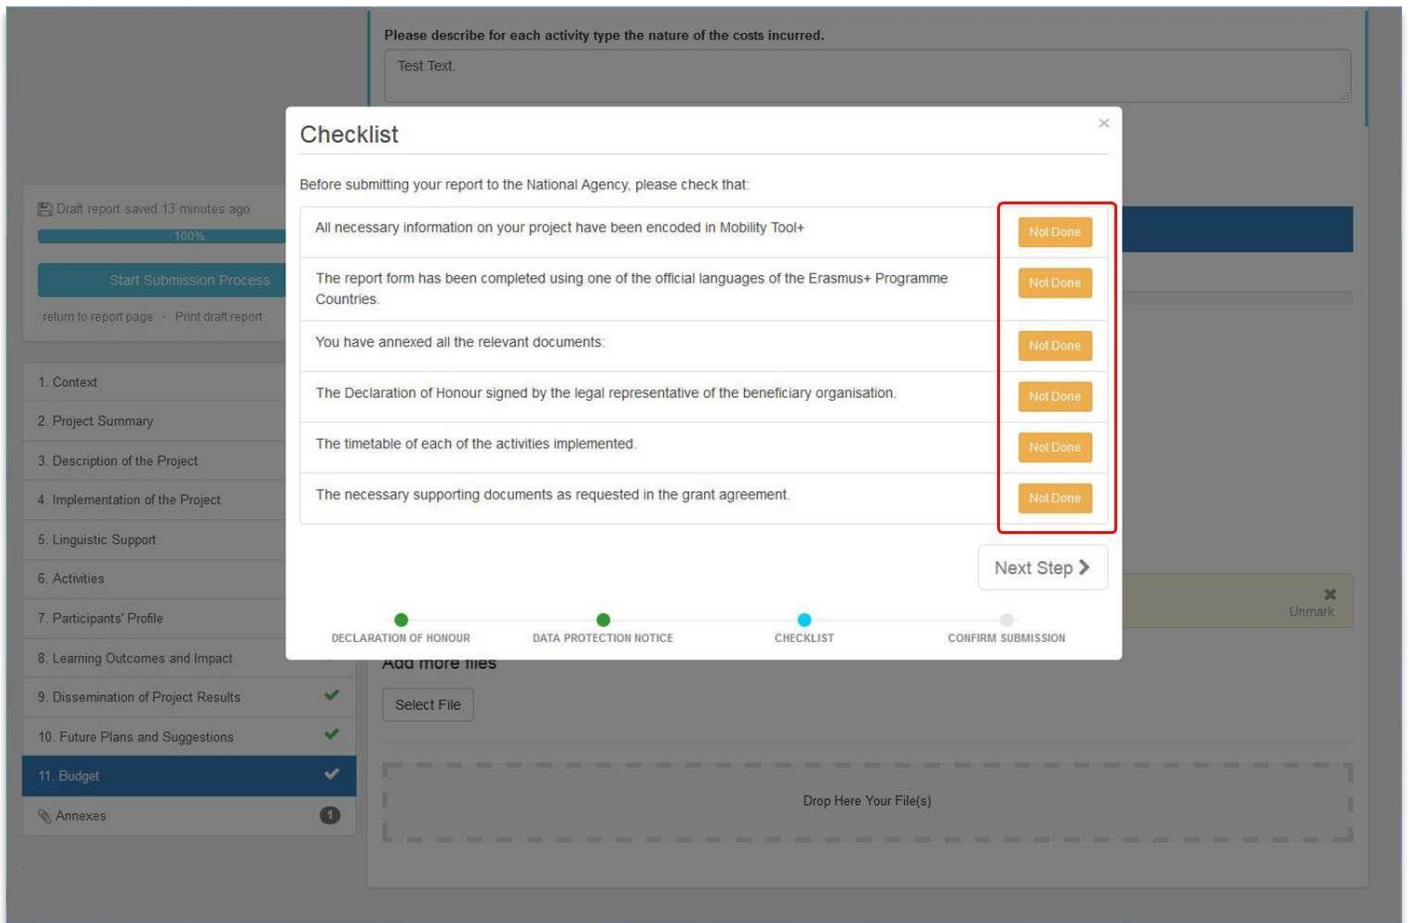 Please describe for each activity type the nature of the costs incurred.
Test Text.
Checklist
×
Before submitting your report to the National Agency, please check that:
All necessary information on your project have been encoded in Mobility Tool+
Not Done
The report form has been completed using one of the official languages of the Erasmus+ Programme
Countries.
Not Done
You have annexed all the relevant documents:
Not Done
The Declaration of Honour signed by the legal representative of the beneficiary organisation.
Not Done
The timetable of each of the activities implemented.
Not Done
The necessary supporting documents as requested in the grant agreement.
Not Done
Next Step
DECLARATION OF HONOUR
DATA PROTECTION NOTICE
CHECKLIST
CONFIRM SUBMISSION
Draft report saved 13 minutes ago
100%
Start Submission Process
return to report page · Print draft report
1. Context
2. Project Summary
3. Description of the Project
4. Implementation of the Project
5. Linguistic Support
6. Activities
7. Participants' Profile
8. Learning Outcomes and Impact
9. Dissemination of Project Results
10. Future Plans and Suggestions
11. Budget
Annexes
1
Unmark
Add more files
Select File
Drop Here Your File(s)